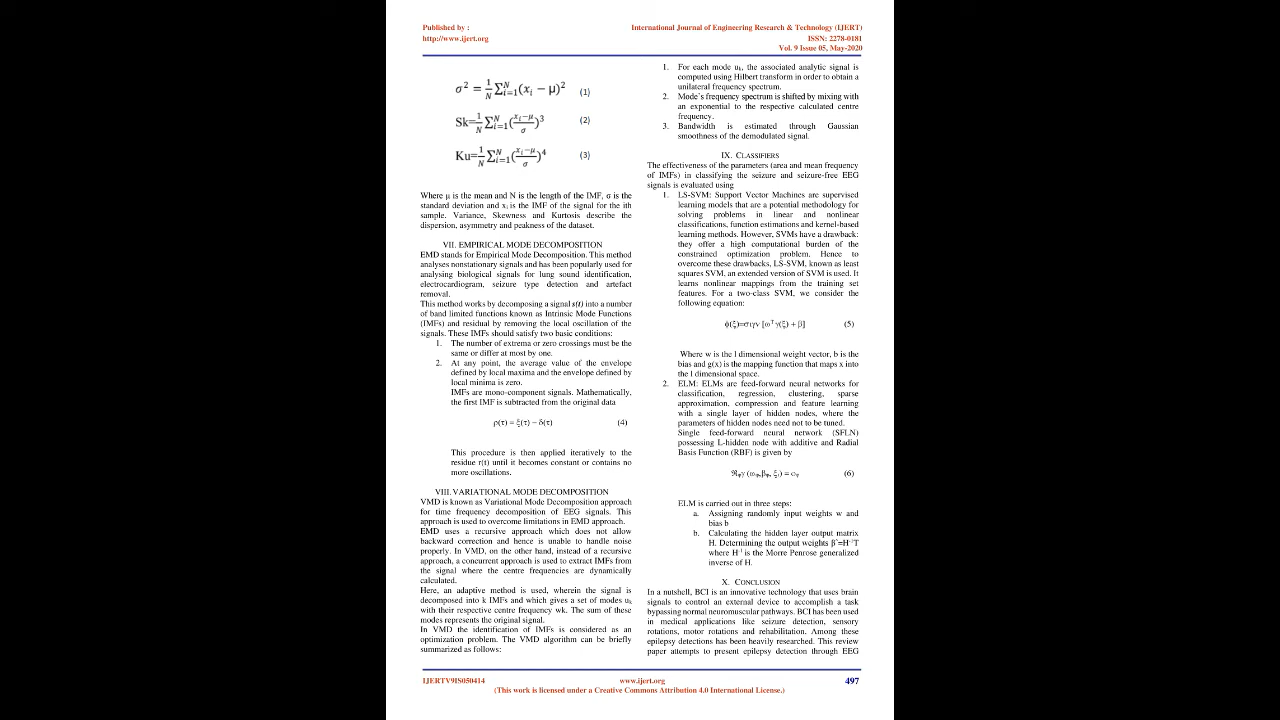 Published by :
http://www.ijert.org
International Journal of Engineering Research & Technology (IJERT)
ISSN: 2278-0181
Vol. 9 Issue 05, May-2020
σ² = 1/N ∑ᴺᵢ₌₁(xᵢ − µ)² (1)
Sk=1/N ∑ᴺᵢ₌₁(xᵢ−µ/σ)³ (2)
Ku=1/N ∑ᴺᵢ₌₁(xᵢ−µ/σ)⁴ (3)
Where µ is the mean and N is the length of the IMF, σ is the
standard deviation and xᵢ is the IMF of the signal for the ith
sample. Variance, Skewness and Kurtosis describe the
dispersion, asymmetry and peakness of the dataset.
VII. EMPIRICAL MODE DECOMPOSITION
EMD stands for Empirical Mode Decomposition. This method
analyses nonstationary signals and has been popularly used for
analysing biological signals for lung sound identification,
electrocardiogram, seizure type detection and artefact
removal.
This method works by decomposing a signal s(t) into a number
of band limited functions known as Intrinsic Mode Functions
(IMFs) and residual by removing the local oscillation of the
signals. These IMFs should satisfy two basic conditions:
1. The number of extrema or zero crossings must be the
same or differ at most by one.
2. At any point, the average value of the envelope
defined by local maxima and the envelope defined by
local minima is zero.
IMFs are mono-component signals. Mathematically,
the first IMF is subtracted from the original data
ρ(τ) = ξ(τ) − δ(τ) (4)
This procedure is then applied iteratively to the
residue r(t) until it becomes constant or contains no
more oscillations.
VIII. VARIATIONAL MODE DECOMPOSITION
VMD is known as Variational Mode Decomposition approach
for time frequency decomposition of EEG signals. This
approach is used to overcome limitations in EMD approach.
EMD uses a recursive approach which does not allow
backward correction and hence is unable to handle noise
properly. In VMD, on the other hand, instead of a recursive
approach, a concurrent approach is used to extract IMFs from
the signal where the centre frequencies are dynamically
calculated.
Here, an adaptive method is used, wherein the signal is
decomposed into k IMFs and which gives a set of modes uₖ
with their respective centre frequency wk. The sum of these
modes represents the original signal.
In VMD the identification of IMFs is considered as an
optimization problem. The VMD algorithm can be briefly
summarized as follows:
1. For each mode uₖ, the associated analytic signal is
computed using Hilbert transform in order to obtain a
unilateral frequency spectrum.
2. Mode's frequency spectrum is shifted by mixing with
an exponential to the respective calculated centre
frequency.
3. Bandwidth is estimated through Gaussian
smoothness of the demodulated signal.
IX. CLASSIFIERS
The effectiveness of the parameters (area and mean frequency
of IMFs) in classifying the seizure and seizure-free EEG
signals is evaluated using
1. LS-SVM: Support Vector Machines are supervised
learning models that are a potential methodology for
solving problems in linear and nonlinear
classifications, function estimations and kernel-based
learning methods. However, SVMs have a drawback:
they offer a high computational burden of the
constrained optimization problem. Hence to
overcome these drawbacks, LS-SVM, known as least
squares SVM, an extended version of SVM is used. It
learns nonlinear mappings from the training set
features. For a two-class SVM, we consider the
following equation:
ϕ(ξ)=σιγν [ωᵀγ(ξ) + β] (5)
Where w is the l dimensional weight vector, b is the
bias and g(x) is the mapping function that maps x into
the l dimensional space.
2. ELM: ELMs are feed-forward neural networks for
classification, regression, clustering, sparse
approximation, compression and feature learning
with a single layer of hidden nodes, where the
parameters of hidden nodes need not to be tuned.
Single feed-forward neural network (SFLN)
possessing L-hidden node with additive and Radial
Basis Function (RBF) is given by
(6)
ELM is carried out in three steps:
a. Assigning randomly input weights w and
bias b
b. Calculating the hidden layer output matrix
H. Determining the output weights β^=H⁻¹T
where H⁻¹ is the Morre Penrose generalized
inverse of H.
X. CONCLUSION
In a nutshell, BCI is an innovative technology that uses brain
signals to control an external device to accomplish a task
bypassing normal neuromuscular pathways. BCI has been used
in medical applications like seizure detection, sensory
rotations, motor rotations and rehabilitation. Among these
epilepsy detections has been heavily researched. This review
paper attempts to present epilepsy detection through EEG
IJERTV9IS050414
www.ijert.org
497
(This work is licensed under a Creative Commons Attribution 4.0 International License.)